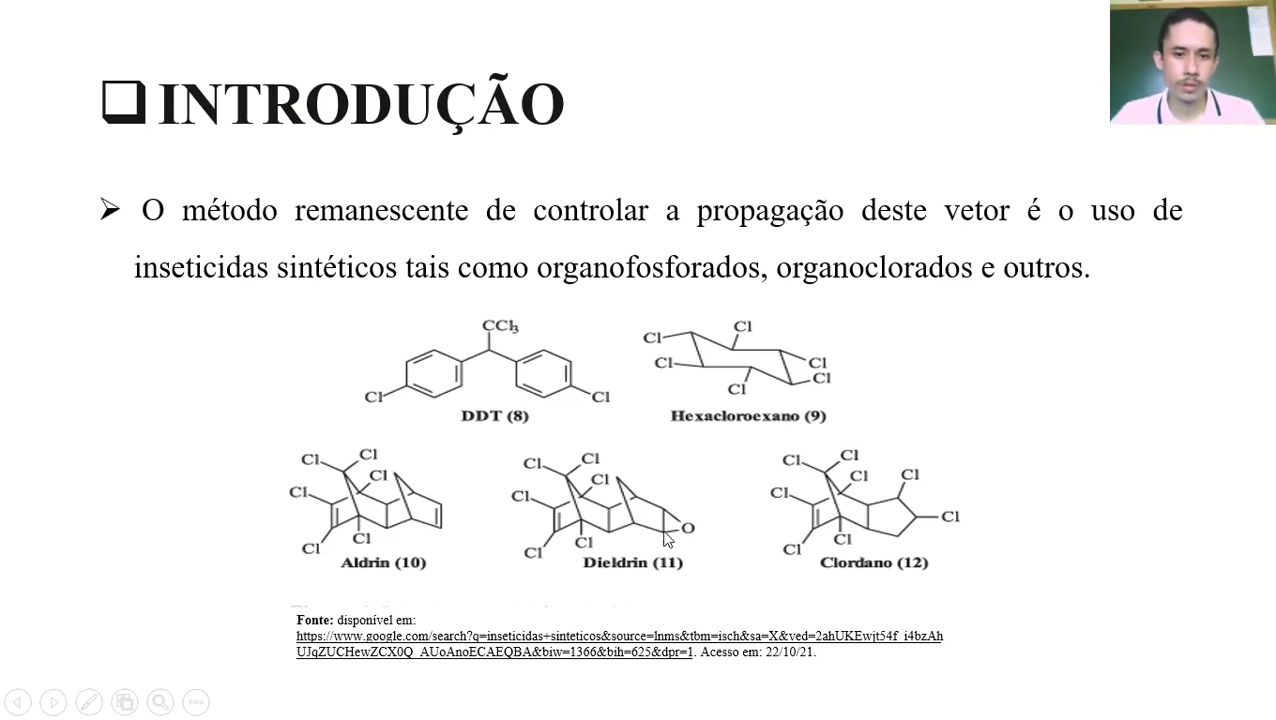 INTRODUÇÃO
O método remanescente de controlar a propagação deste vetor é o uso de
inseticidas sintéticos tais como organofosforados, organoclorados e outros.
CCl3
Cl
Cl
DDT (8)
Cl
Cl
Cl
Cl
Cl
Cl
Hexacloroexano (9)
Cl
Cl
Cl
Cl
Cl
Cl
Aldrin (10)
Cl
Cl
Cl
Cl
Cl
Cl
O
Dieldrin (11)
Cl
Cl
Cl
Cl
Cl
Cl
Cl
Cl
Clordano (12)
Fonte: disponível em:
https://www.google.com/search?q=inseticidas+sinteticos&source=lnms&tbm=isch&sa=X&ved=2ahUKEwjt54f_i4bzAh
UJqZUCHewZCX0Q_AUoAnoECAEQBA&biw=1366&bih=625&dpr=1. Acesso em: 22/10/21.